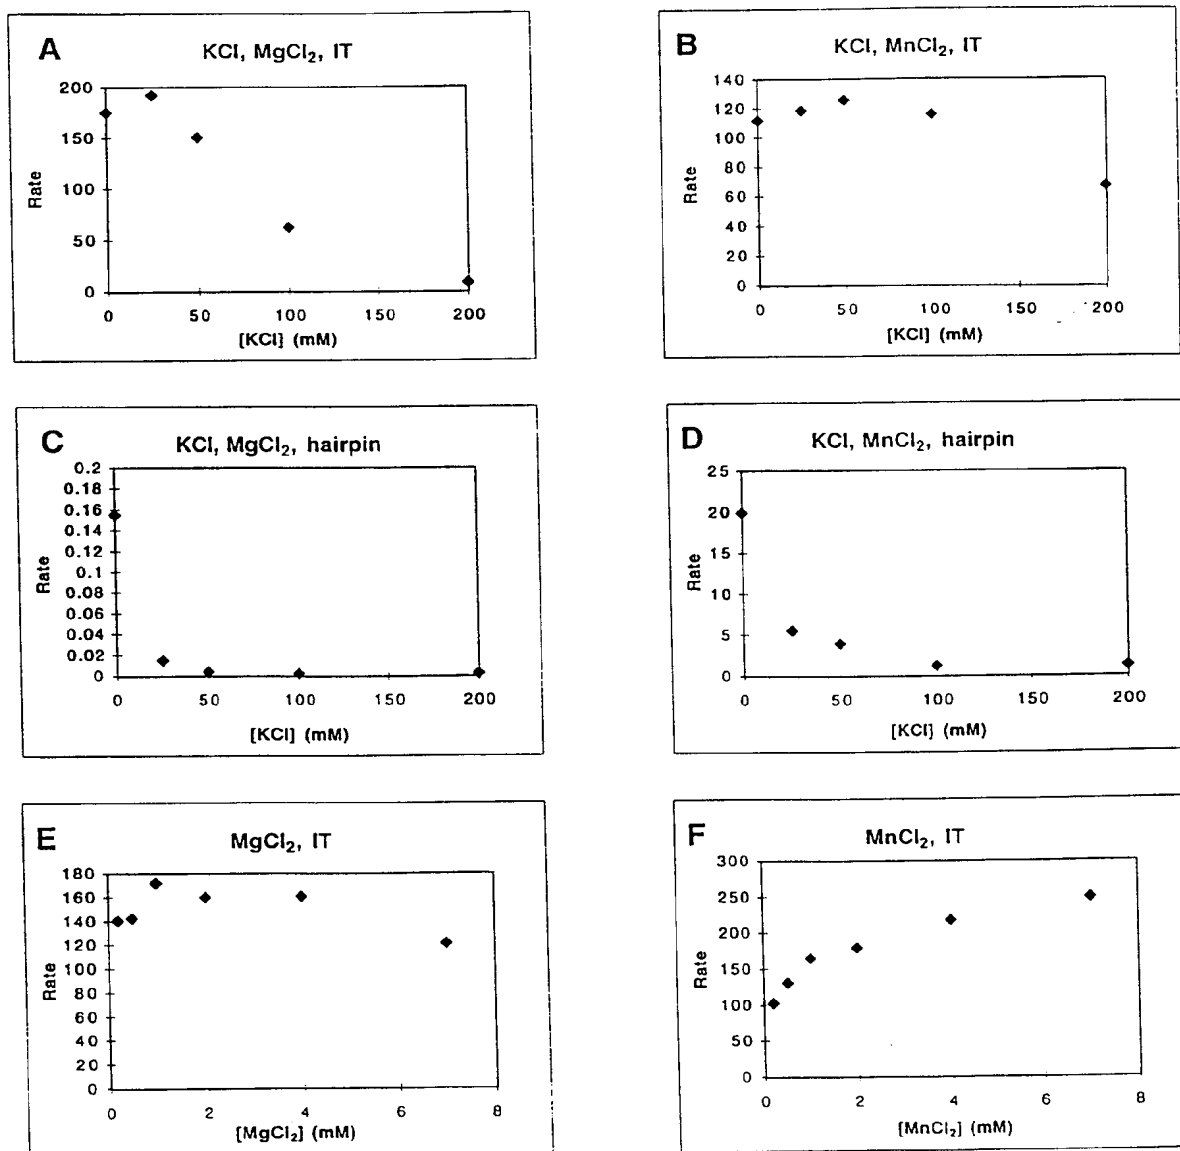 A
KCl, MgCl₂, IT
Rate
200
150
100
50
0
0 50 100 150 200
[KCl] (mM)
B
KCl, MnCl₂, IT
Rate
140
120
100
80
60
40
20
0
0 50 100 150 200
[KCl] (mM)
C
KCl, MgCl₂, hairpin
Rate
0.2
0.18
0.16
0.14
0.12
0.1
0.08
0.06
0.04
0.02
0
0 50 100 150 200
[KCl] (mM)
D
KCl, MnCl₂, hairpin
Rate
25
20
15
10
5
0
0 50 100 150 200
[KCl] (mM)
E
MgCl₂, IT
Rate
180
160
140
120
100
80
60
40
20
0
0 2 4 6 8
[MgCl₂] (mM)
F
MnCl₂, IT
Rate
300
250
200
150
100
50
0
0 2 4 6 8
[MnCl₂] (mM)